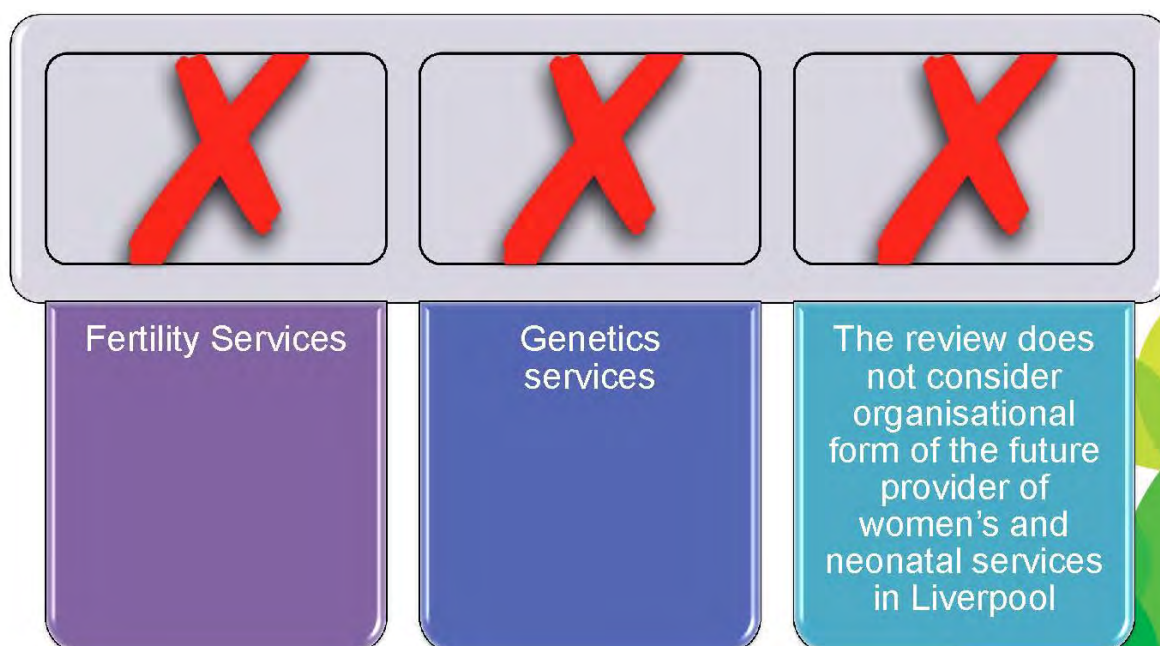 Fertility Services
Genetics
services
The review does
not consider
organisational
form of the future
provider of
women’s and
neonatal services
in Liverpool